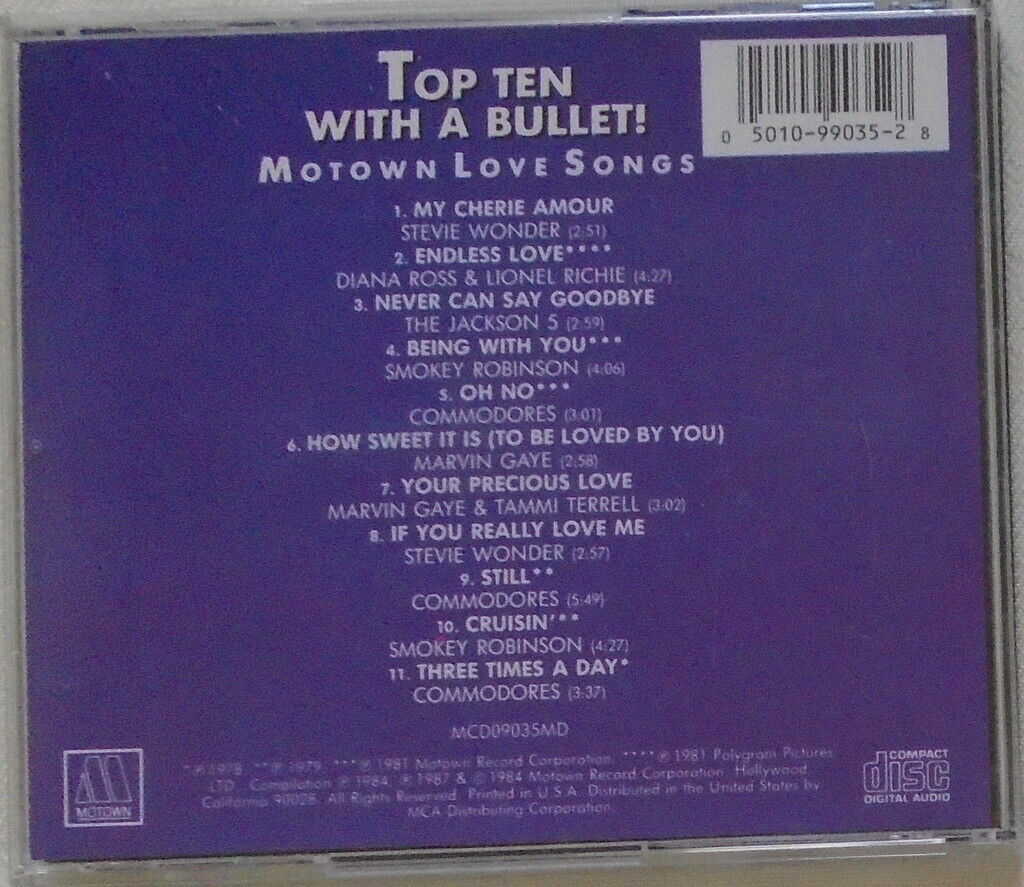 TOP TEN
WITH A BULLET!
MOTOWN LOVE SONGS
0 5010-99035-2 8
1. MY CHERIE AMOUR
STEVIE WONDER (2:51)
2. ENDLESS LOVE****
DIANA ROSS & LIONEL RICHIE (4:27)
3. NEVER CAN SAY GOODBYE
THE JACKSON 5 (2:59)
4. BEING WITH YOU***
SMOKEY ROBINSON (4:06)
5. OH NO***
COMMODORES (3:01)
6. HOW SWEET IT IS (TO BE LOVED BY YOU)
MARVIN GAYE (2:58)
7. YOUR PRECIOUS LOVE
MARVIN GAYE & TAMMI TERRELL (3:02)
8. IF YOU REALLY LOVE ME
STEVIE WONDER (2:57)
9. STILL**
COMMODORES (5:49)
10. CRUISIN'**
SMOKEY ROBINSON (4:27)
11. THREE TIMES A DAY*
COMMODORES (3:37)
MCD09035MD
*℗ 1978. **℗ 1979. ***℗ 1981 Motown Record Corporation. ****℗ 1981 Polygram Pictures
LTD. Compilation ℗ 1984, ℗ 1987 & © 1984 Motown Record Corporation. Hollywood,
California 90028. All Rights Reserved. Printed in U.S.A. Distributed in the United States by
MCA Distributing Corporation.
MOTOWN
COMPACT
disc
DIGITAL AUDIO